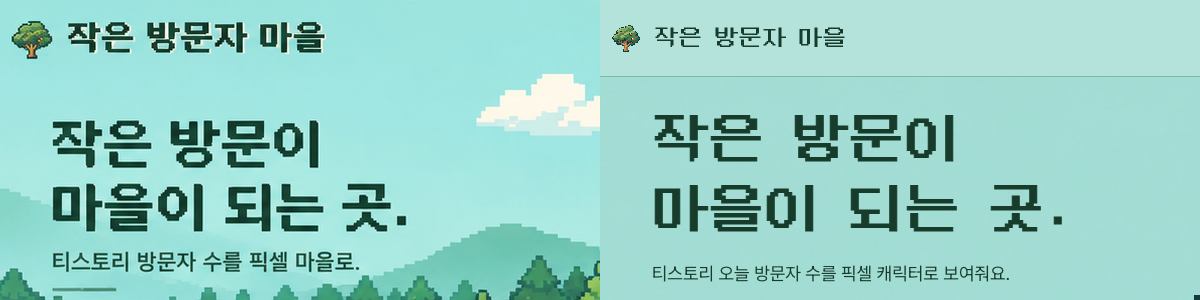 작은 방문자 마을
작은 방문이
마을이 되는 곳.
티스토리 방문자 수를 픽셀 마을로.
작은 방문자 마을
작은 방문이
마을이 되는 곳.
티스토리 오늘 방문자 수를 픽셀 캐릭터로 보여줘요.